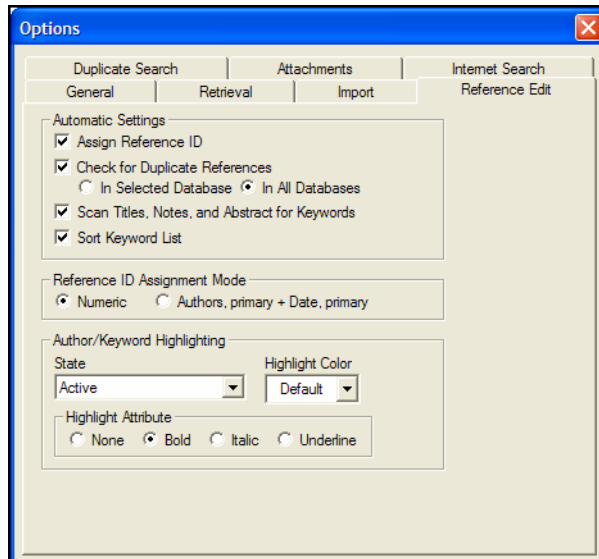 Options
Duplicate Search Attachments Internet Search
General Retrieval Import Reference Edit
Automatic Settings
Assign Reference ID
Check for Duplicate References
In Selected Database In All Databases
Scan Titles, Notes, and Abstract for Keywords
Sort Keyword List
Reference ID Assignment Mode
Numeric Authors, primary + Date, primary
Author/Keyword Highlighting
State Highlight Color
Active Default
Highlight Attribute
None Bold Italic Underline